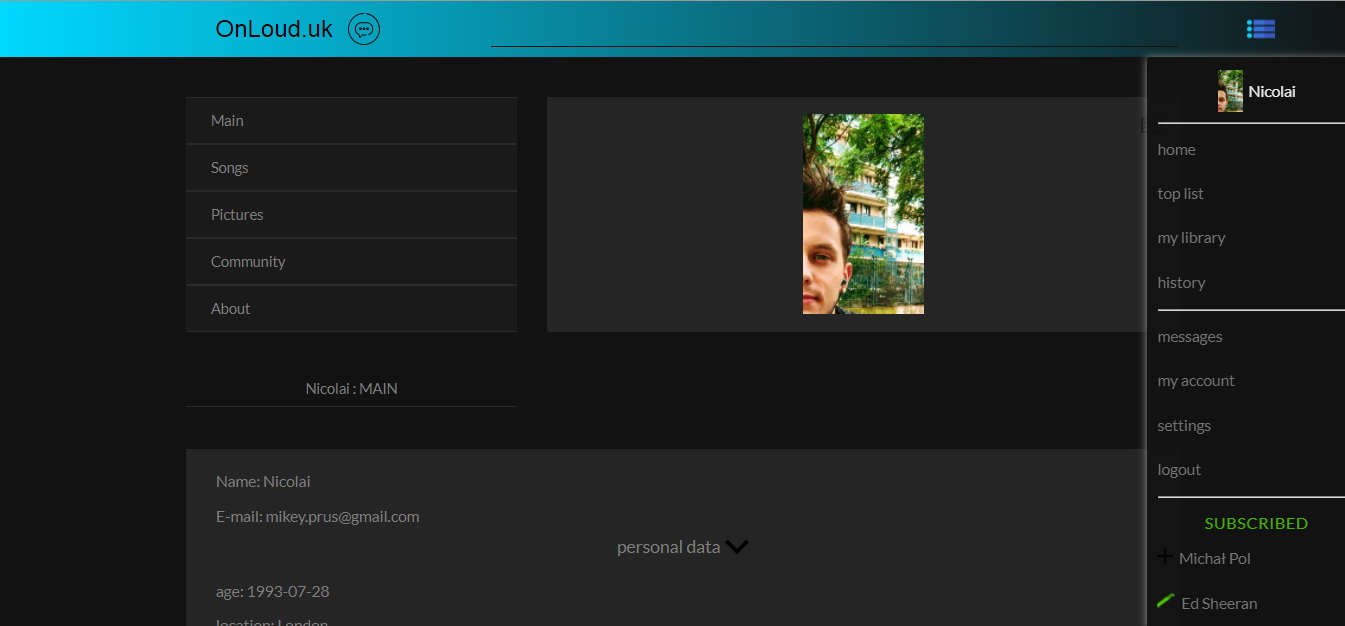 OnLoud.uk
Nicolai
Main
Songs
Pictures
Community
About
home
top list
my library
history
messages
my account
settings
logout
Nicolai : MAIN
Name: Nicolai
E-mail: mikey.prus@gmail.com
personal data
age: 1993-07-28
location: London
SUBSCRIBED
Michał Pol
Ed Sheeran